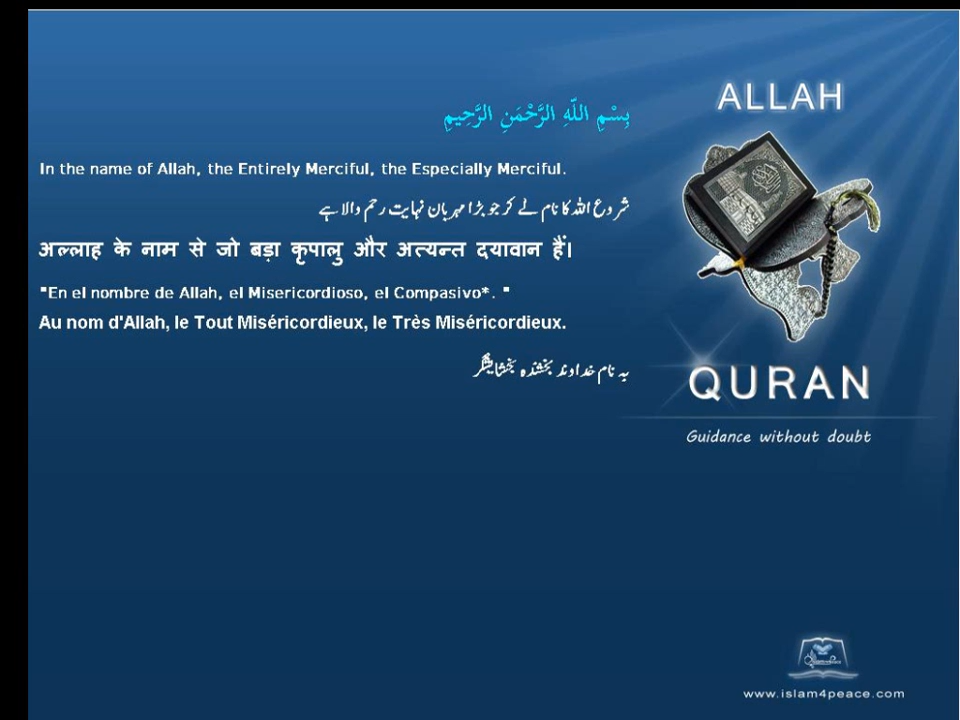 بِسْمِ اللَّهِ الرَّحْمَنِ الرَّحِيمِ
In the name of Allah, the Entirely Merciful, the Especially Merciful.
شروع اللہ کا نام لے کر جو بڑا مہربان نہایت رحم والا ہے
अल्लाह के नाम से जो बड़ा कृपालु और अत्यन्त दयावान हैं।
"En el nombre de Allah, el Misericordioso, el Compasivo*. "
Au nom d'Allah, le Tout Miséricordieux, le Très Miséricordieux.
به نام خداوند بخشنده بخشایشگر
ALLAH
QURAN
Guidance without doubt
www.islam4peace.com